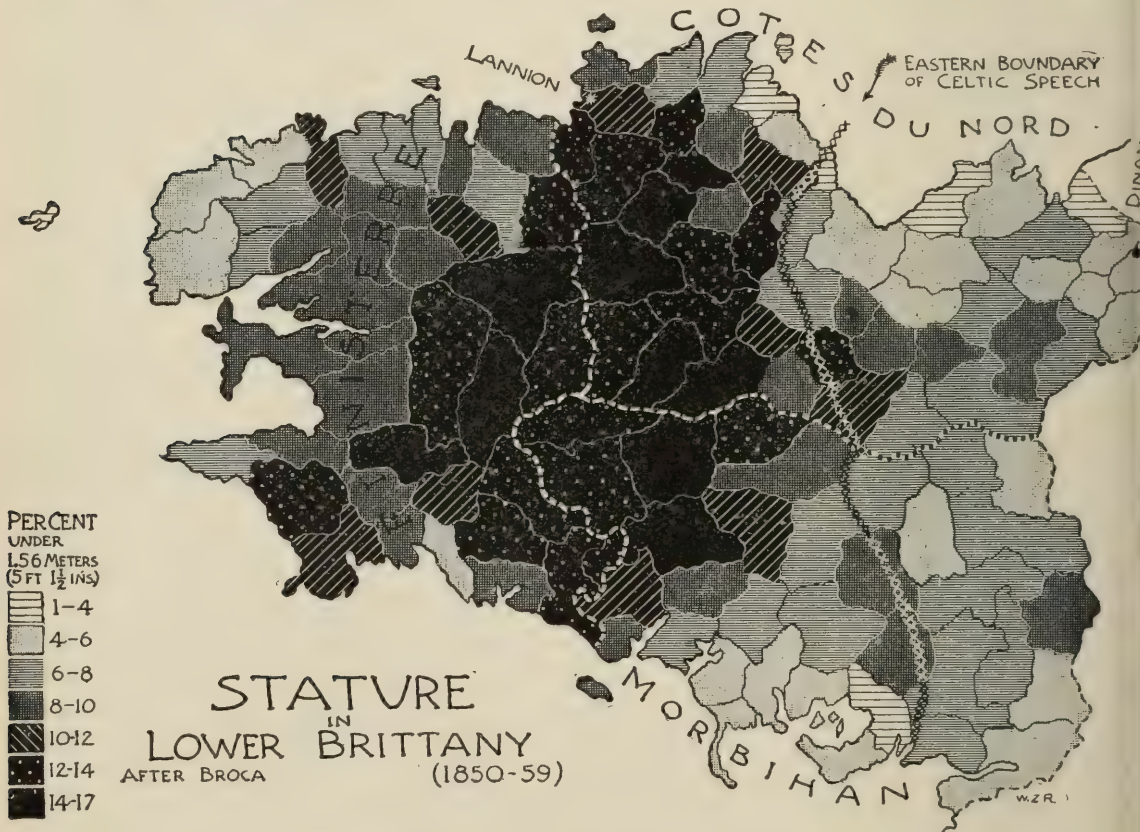 COTES DU NORD
LANNION
EASTERN BOUNDARY
OF CELTIC SPEECH
DINAN
FINISTERRE
PERCENT
UNDER
1.56 METERS
(5 FT 1½ INS)
1-4
4-6
6-8
8-10
10-12
12-14
14-17
STATURE
IN
LOWER BRITTANY
AFTER BROCA (1850-59)
MORBIHAN
W.Z.R.